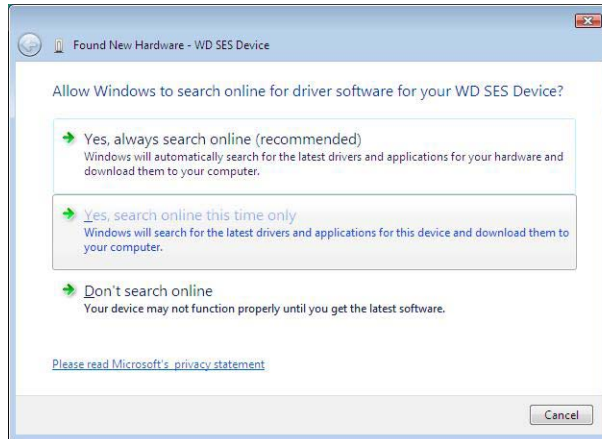 Found New Hardware - WD SES Device
Allow Windows to search online for driver software for your WD SES Device?
Yes, always search online (recommended)
Windows will automatically search for the latest drivers and applications for your hardware and
download them to your computer.
Yes, search online this time only
Windows will search for the latest drivers and applications for this device and download them to
your computer.
Don't search online
Your device may not function properly until you get the latest software.
Please read Microsoft's privacy statement
Cancel